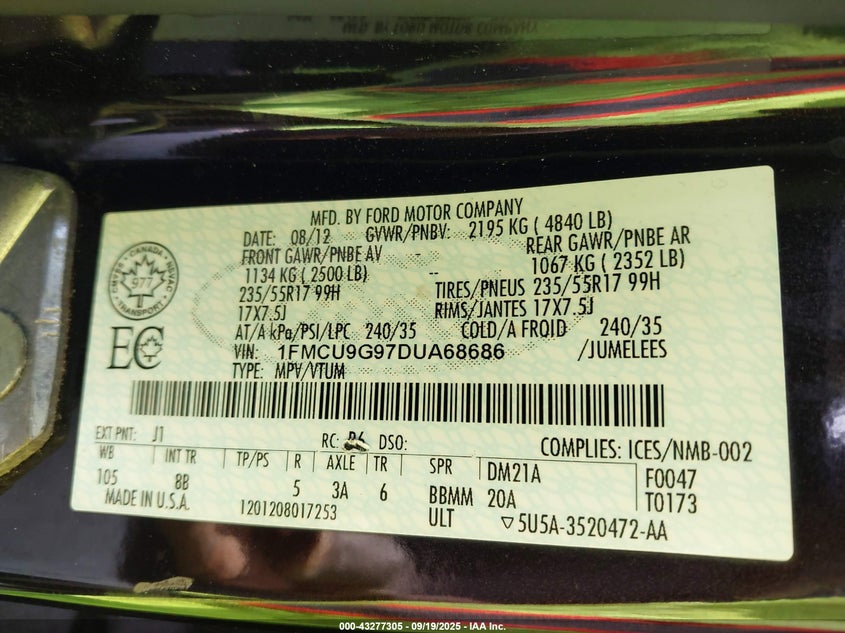 MFD. BY FORD MOTOR COMPANY
DATE: 08/12 GVWR/PNBV: 2195 KG ( 4840 LB)
FRONT GAWR/PNBE AV - REAR GAWR/PNBE AR
1134 KG ( 2500 LB) -- 1067 KG ( 2352 LB)
235/55R17 99H TIRES/PNEUS 235/55R17 99H
17X7.5J RIMS/JANTES 17X7.5J
AT/A kPa/PSI/LPC 240/35 COLD/A FROID 240/35
VIN: 1FMCU9G97DUA68686 /JUMELEES
TYPE: MPV/VTUM
CANADA
TRANSPORT
977
EC
EXT PNT: J1 RC: DSO: COMPLIES: ICES/NMB-002
WB INT TR TP/PS R AXLE TR SPR DM21A F0047
105 8B 5 3A 6 BBMM 20A T0173
MADE IN U.S.A. 1201208017253 ULT ▽5U5A-3520472-AA
000-43277305 - 09/19/2025 - IAA Inc.